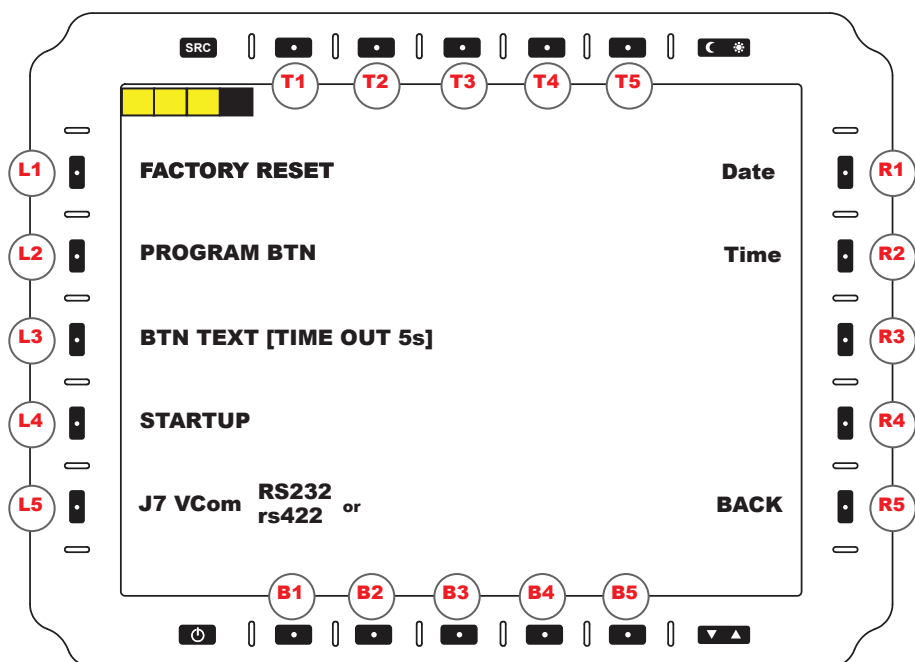 SRC
T1 T2 T3 T4 T5
L1 FACTORY RESET Date R1
L2 PROGRAM BTN Time R2
L3 BTN TEXT [TIME OUT 5s] R3
L4 STARTUP R4
L5 J7 VCom RS232 or BACK R5
rs422
B1 B2 B3 B4 B5